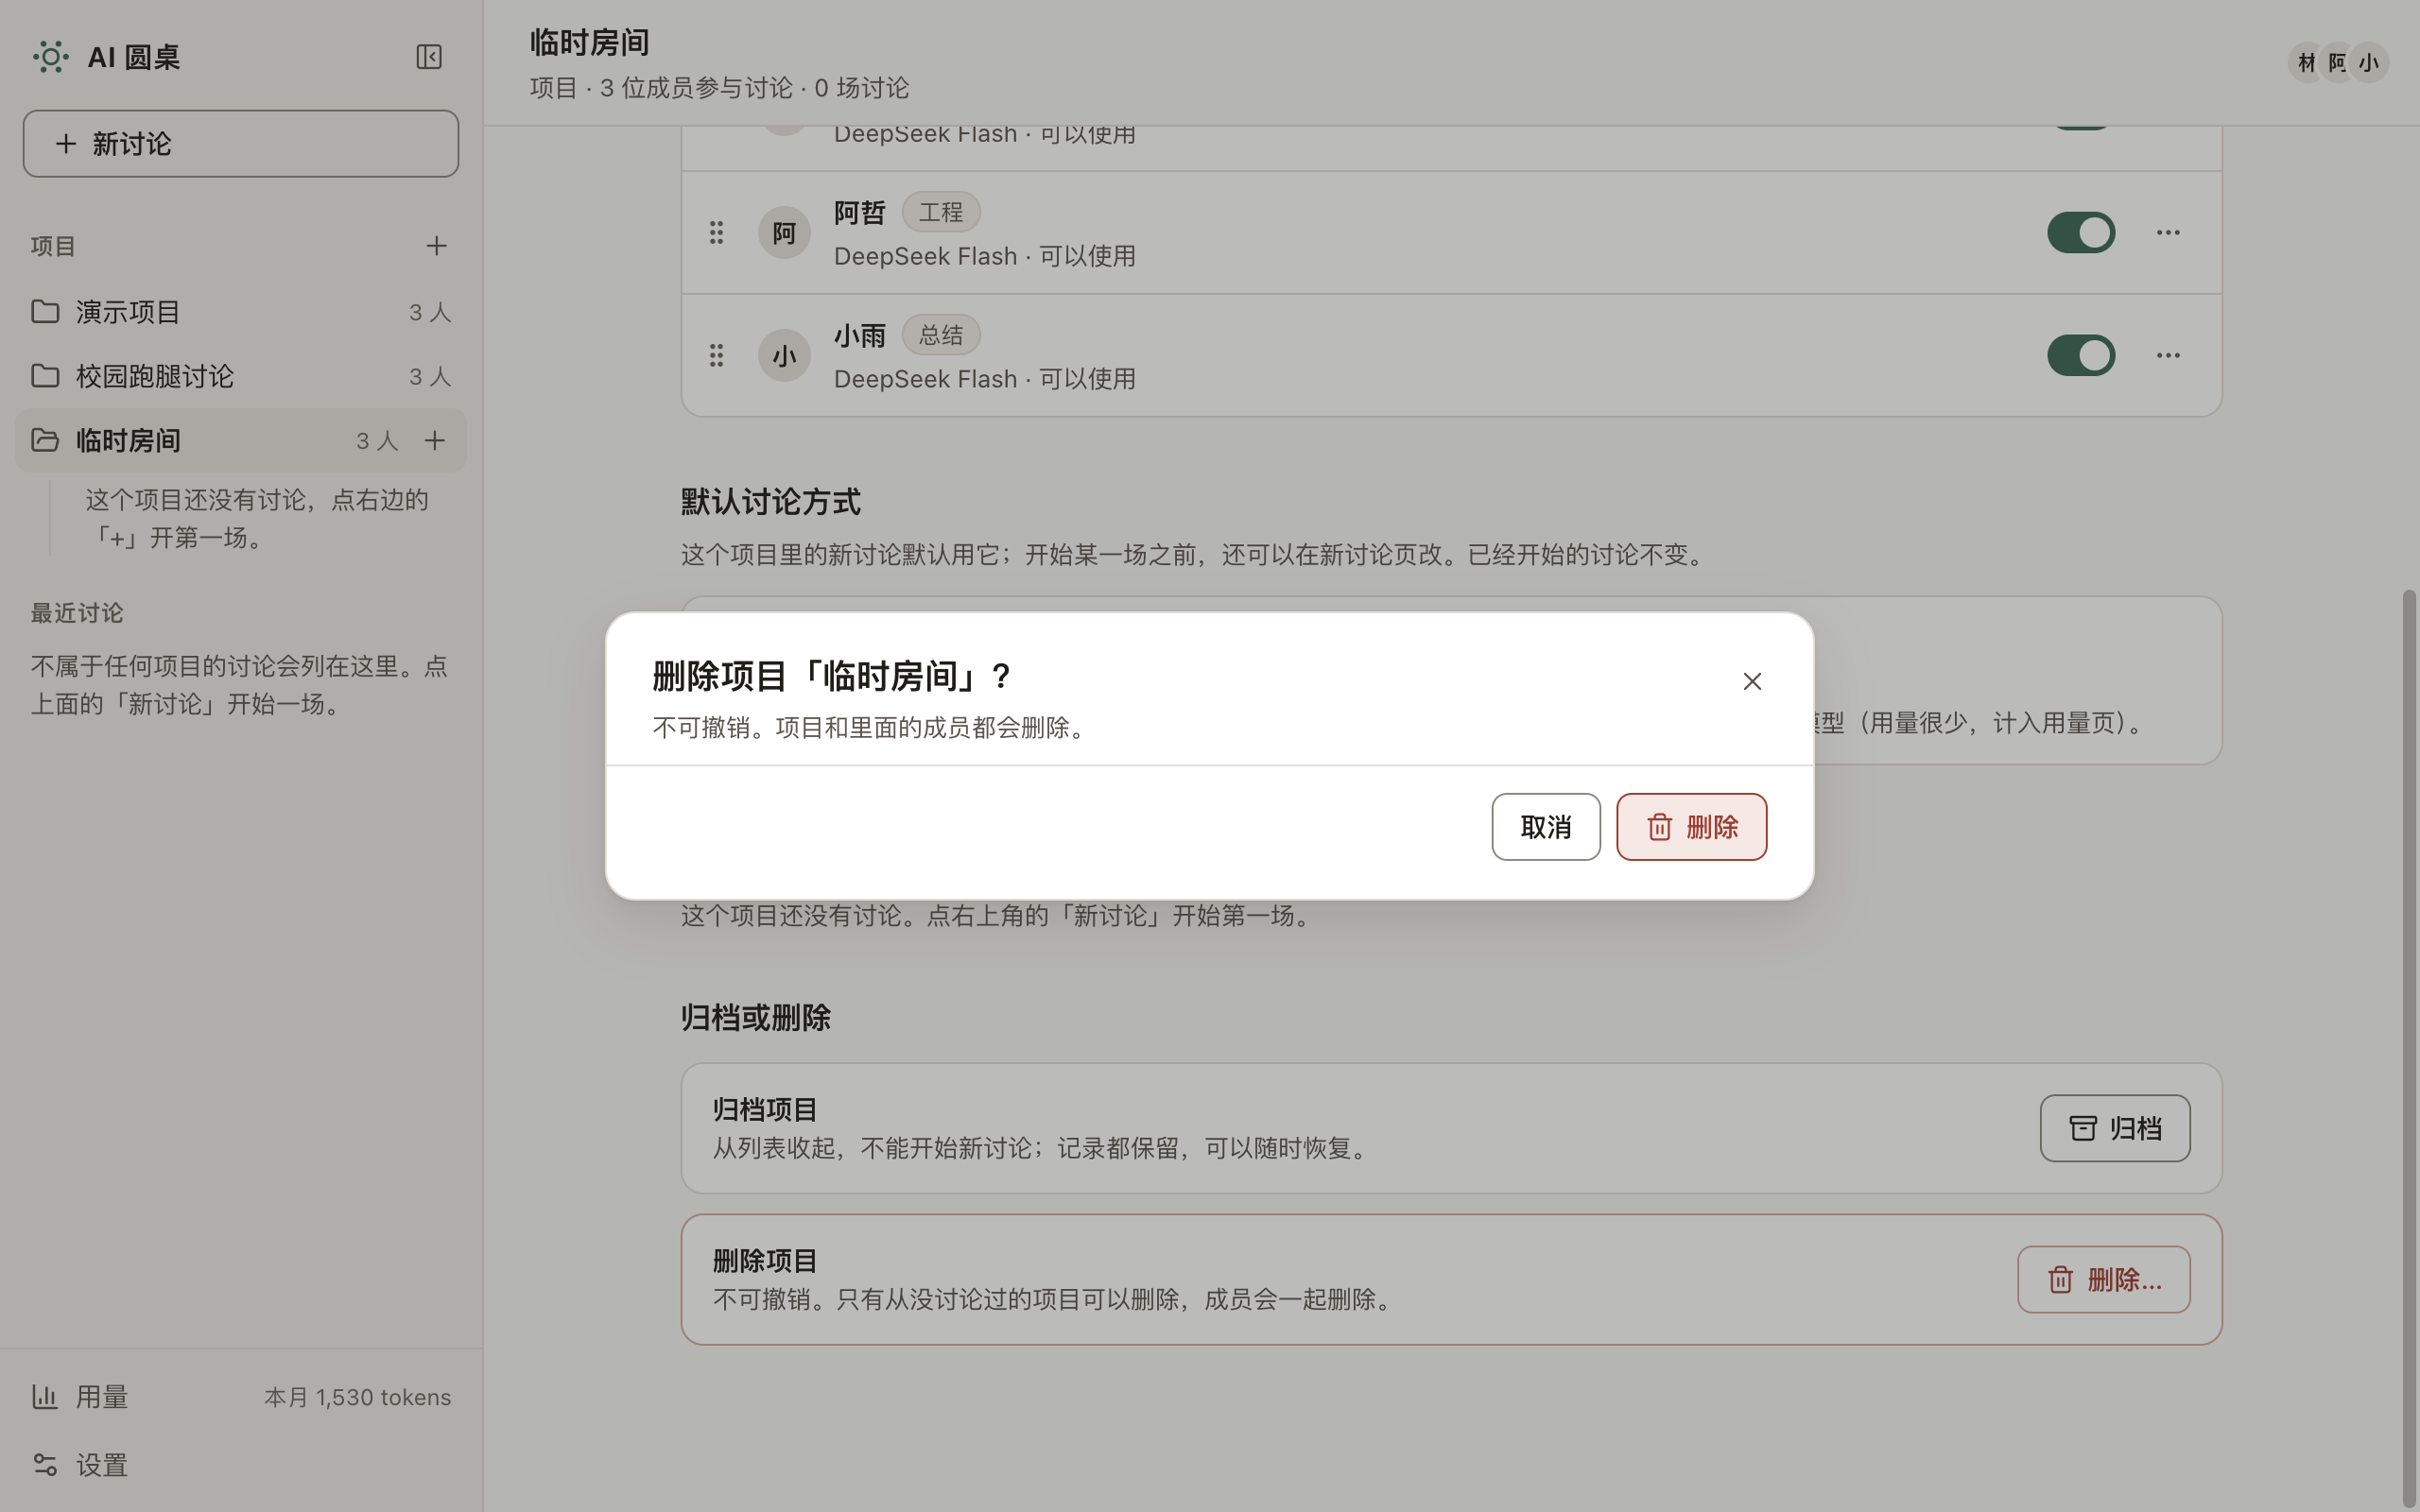 AI 圆桌
新讨论
项目
演示项目 3 人
校园跑腿讨论 3 人
临时房间 3 人
这个项目还没有讨论，点右边的
「+」开第一场。
最近讨论
不属于任何项目的讨论会列在这里。点
上面的「新讨论」开始一场。
用量 本月 1,530 tokens
设置
临时房间
项目 · 3 位成员参与讨论 · 0 场讨论
林 阿 小
DeepSeek Flash · 可以使用
阿 阿哲 工程
DeepSeek Flash · 可以使用
小 小雨 总结
DeepSeek Flash · 可以使用
默认讨论方式
这个项目里的新讨论默认用它；开始某一场之前，还可以在新讨论页改。已经开始的讨论不变。
型（用量很少，计入用量页）。
删除项目「临时房间」?
不可撤销。项目和里面的成员都会删除。
取消 删除
这个项目还没有讨论。点右上角的「新讨论」开始第一场。
归档或删除
归档项目
从列表收起，不能开始新讨论；记录都保留，可以随时恢复。
归档
删除项目
不可撤销。只有从没讨论过的项目可以删除，成员会一起删除。
删除...